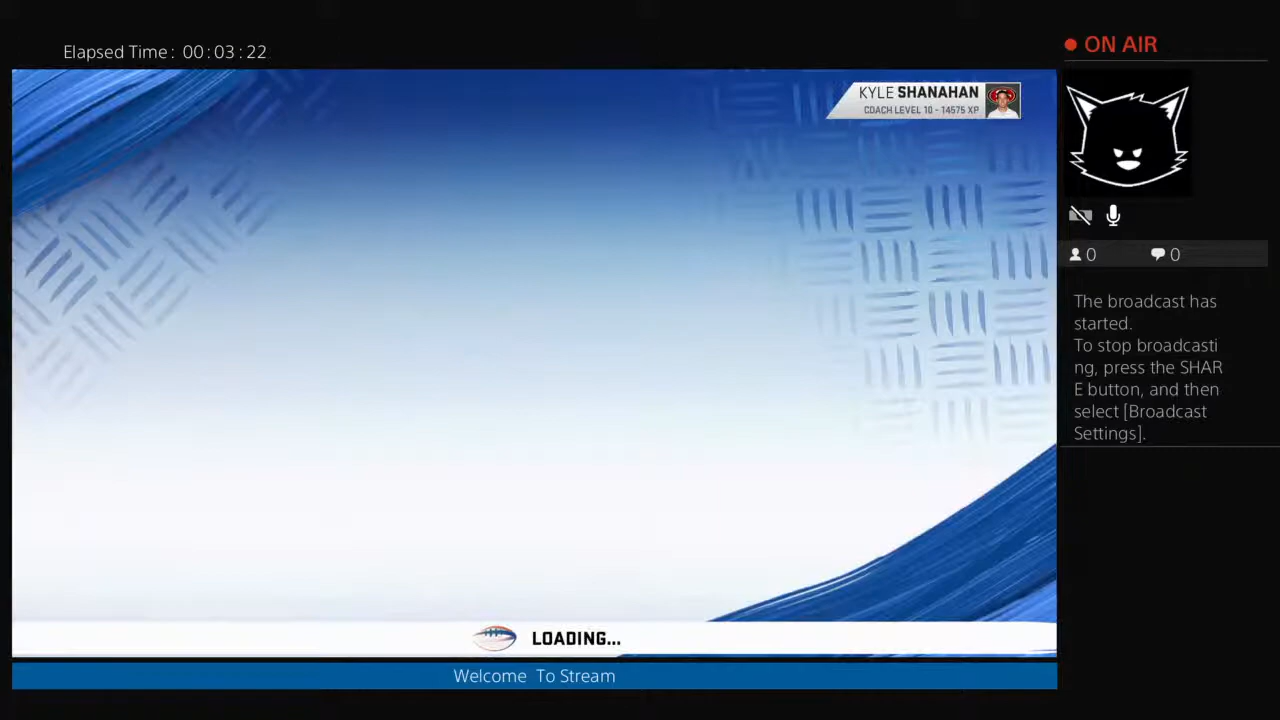 Elapsed Time: 00:03:22
ON AIR
KYLE SHANAHAN
COACH LEVEL 10 - 14575 XP
0
0
The broadcast has
started.
To stop broadcasti
ng, press the SHAR
E button, and then
select [Broadcast
Settings].
LOADING...
Welcome To Stream